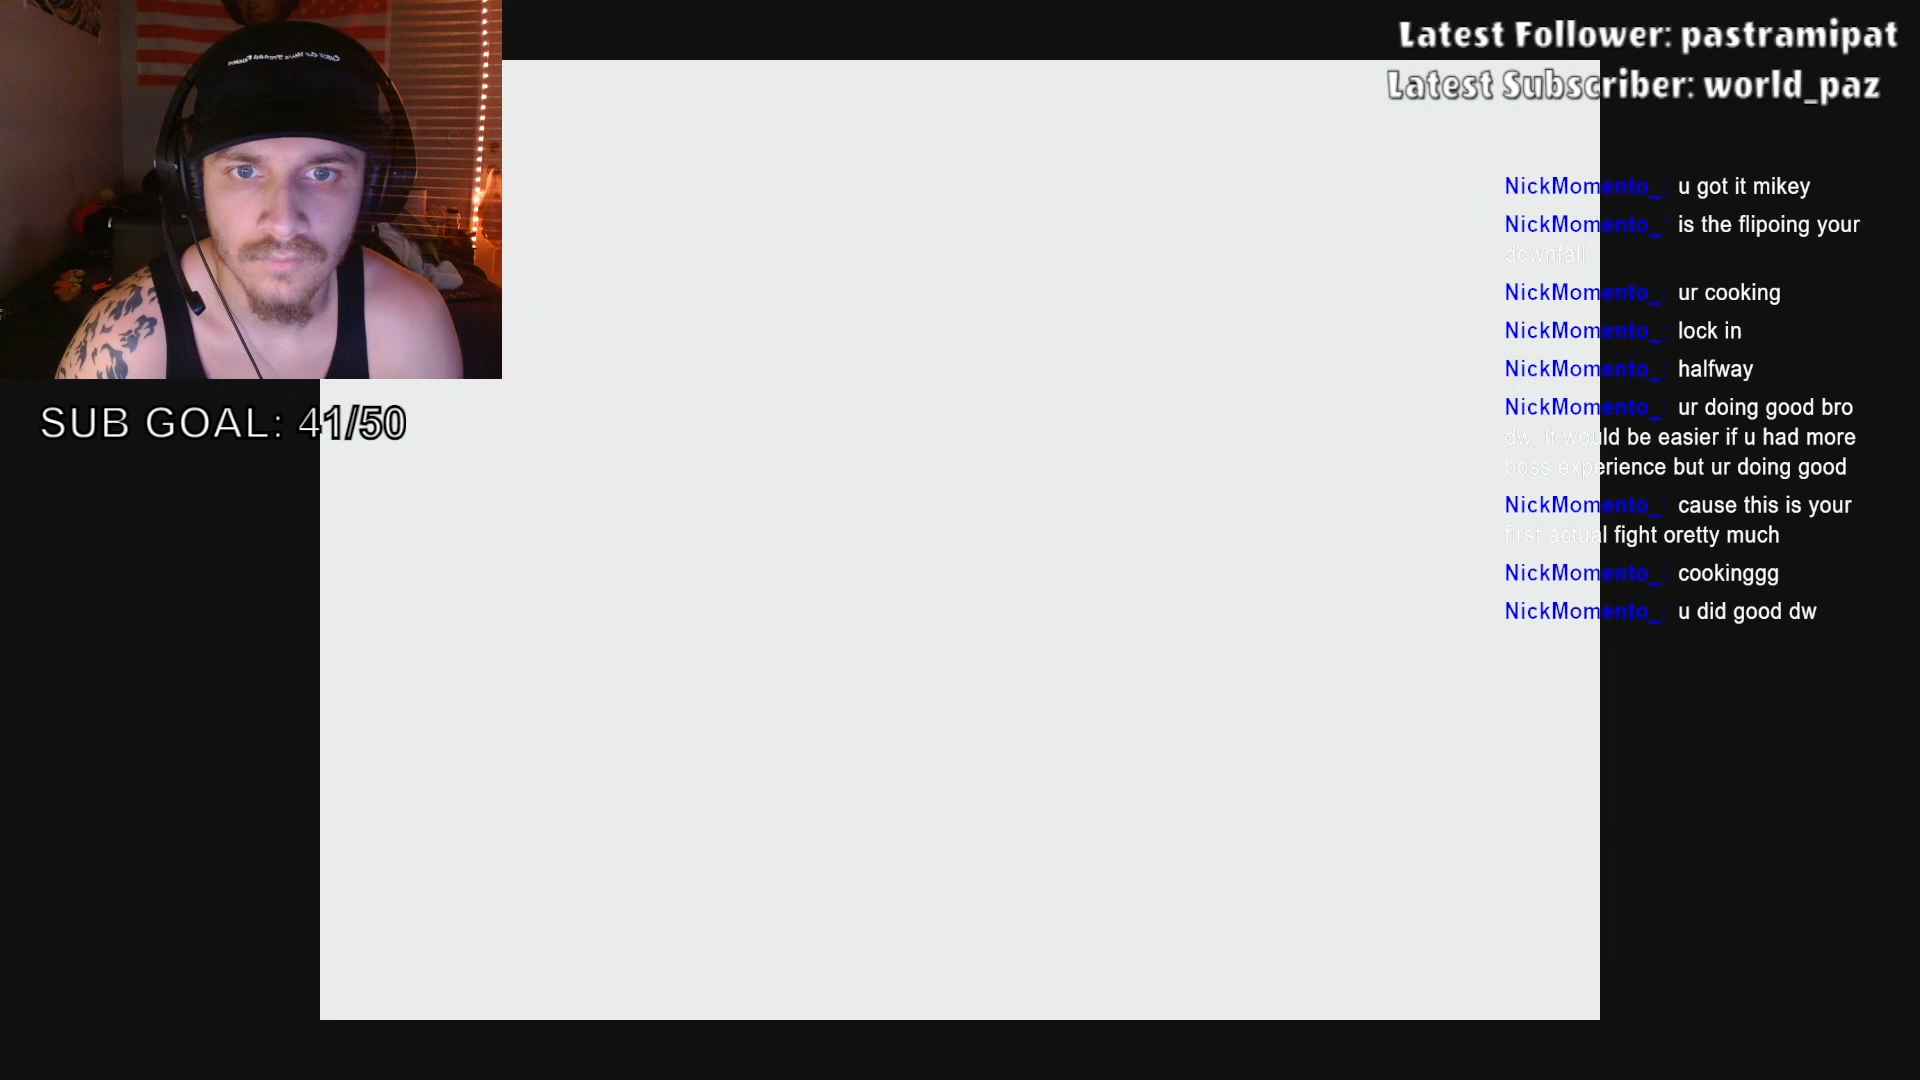 Latest Follower: pastramipat
Latest Subscriber: world_paz
NickMomento_: u got it mikey
NickMomento_: is the flipoing your
downfall
NickMomento_: ur cooking
NickMomento_: lock in
NickMomento_: halfway
NickMomento_: ur doing good bro
dw, it would be easier if u had more
boss experience but ur doing good
NickMomento_: cause this is your
first actual fight oretty much
NickMomento_: cookinggg
NickMomento_: u did good dw
SUB GOAL: 41/50